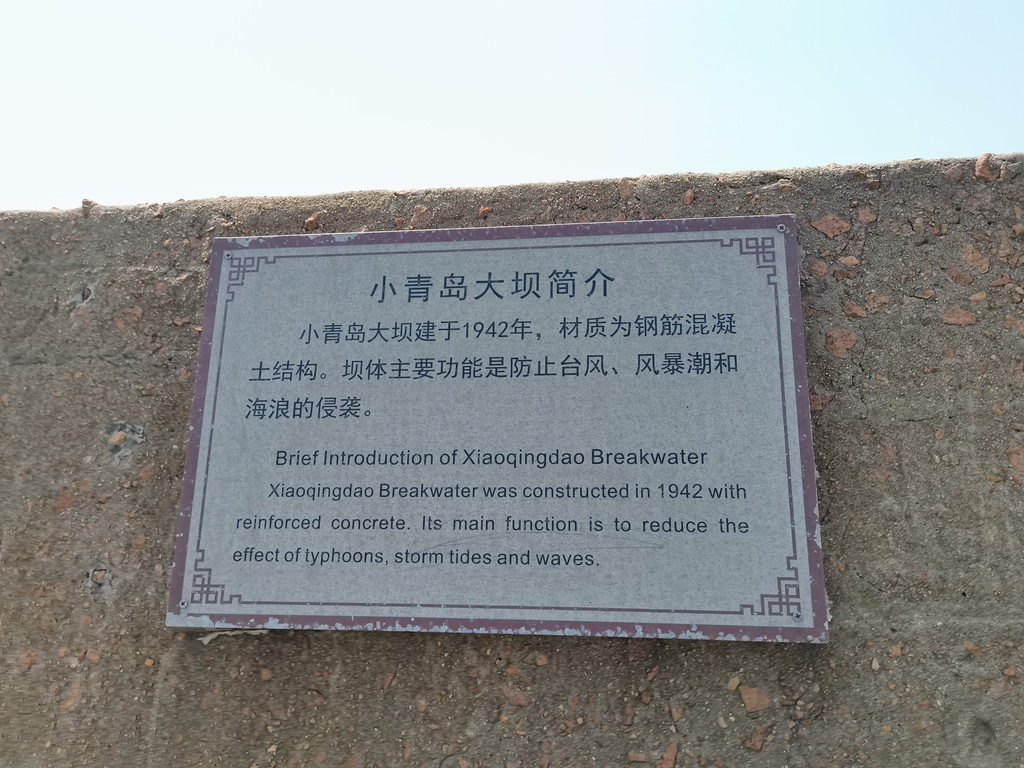 小青岛大坝简介
小青岛大坝建于1942年，材质为钢筋混凝
土结构。坝体主要功能是防止台风、风暴潮和
海浪的侵袭。
Brief Introduction of Xiaoqingdao Breakwater
Xiaoqingdao Breakwater was constructed in 1942 with
reinforced concrete. Its main function is to reduce the
effect of typhoons, storm tides and waves.